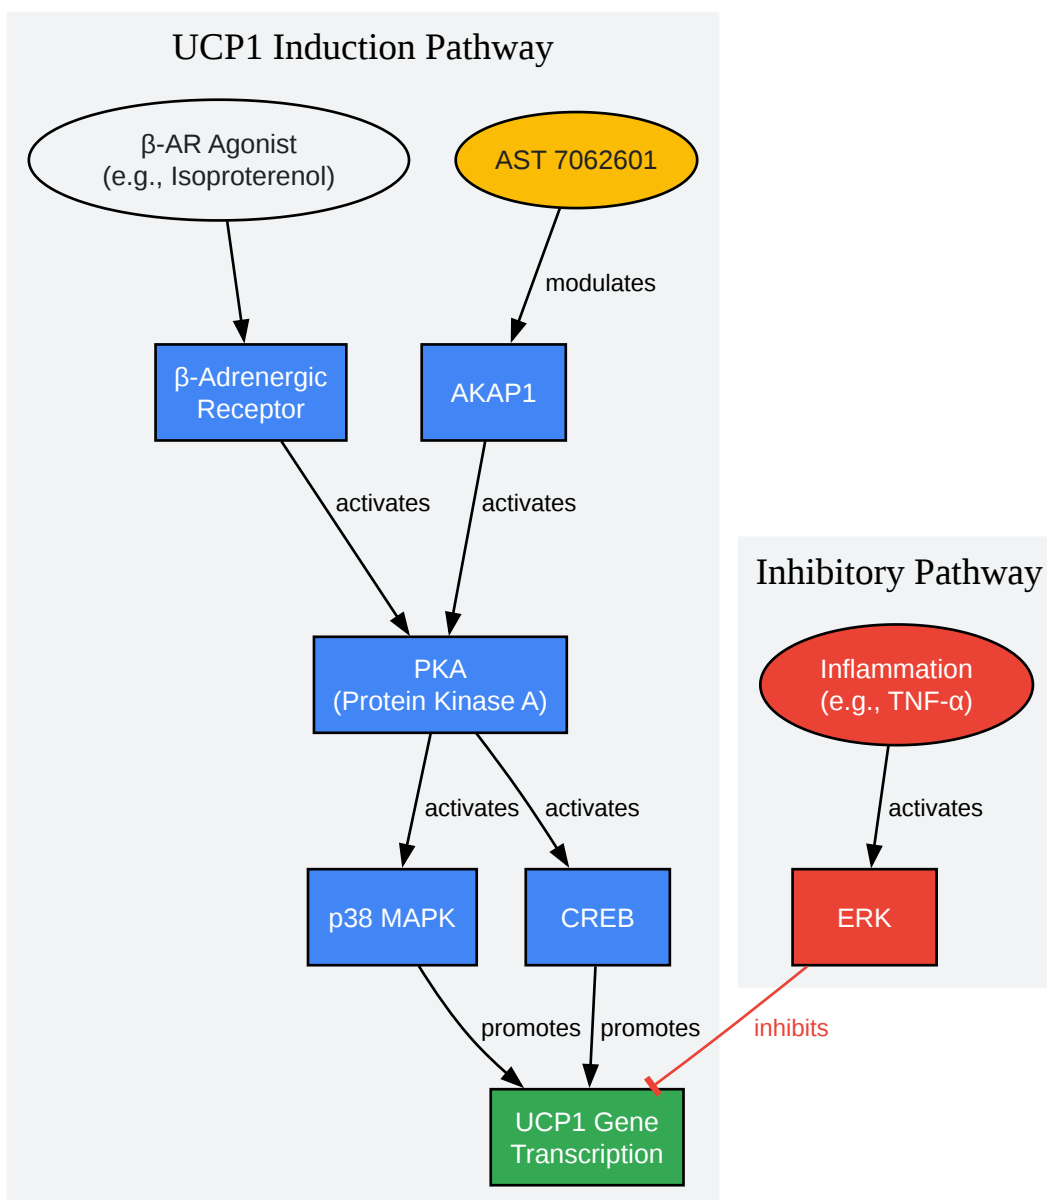 UCP1 Induction Pathway
β-AR Agonist
(e.g., Isoproterenol)
AST 7062601
modulates
β-Adrenergic
Receptor
AKAP1
activates
activates
PKA
(Protein Kinase A)
activates
activates
p38 MAPK
CREB
promotes
promotes
UCP1 Gene
Transcription
Inhibitory Pathway
Inflammation
(e.g., TNF-α)
activates
ERK
inhibits